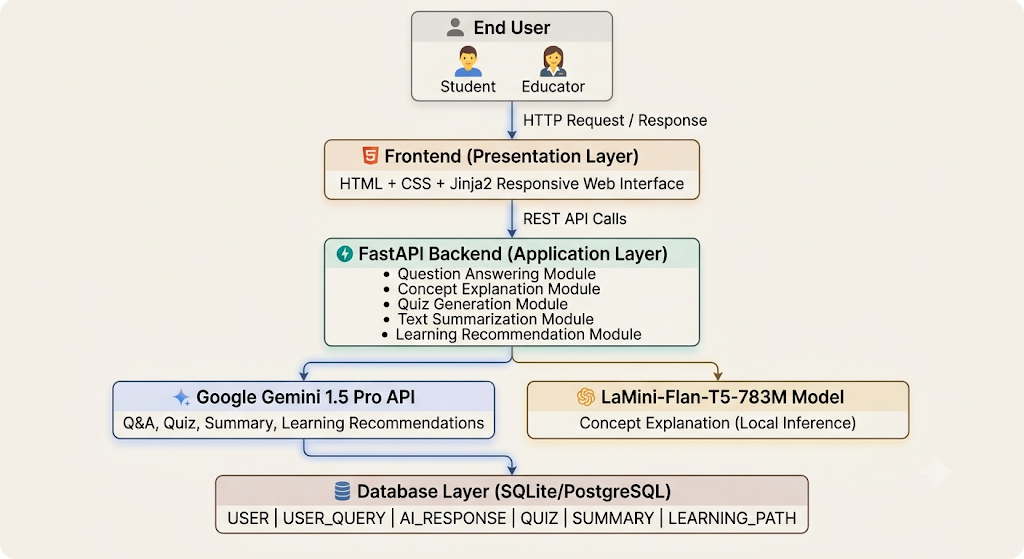 End User
Student Educator
HTTP Request / Response
Frontend (Presentation Layer)
HTML + CSS + Jinja2 Responsive Web Interface
REST API Calls
FastAPI Backend (Application Layer)
• Question Answering Module
• Concept Explanation Module
• Quiz Generation Module
• Text Summarization Module
• Learning Recommendation Module
Google Gemini 1.5 Pro API
Q&A, Quiz, Summary, Learning Recommendations
LaMini-Flan-T5-783M Model
Concept Explanation (Local Inference)
Database Layer (SQLite/PostgreSQL)
USER | USER_QUERY | AI_RESPONSE | QUIZ | SUMMARY | LEARNING_PATH